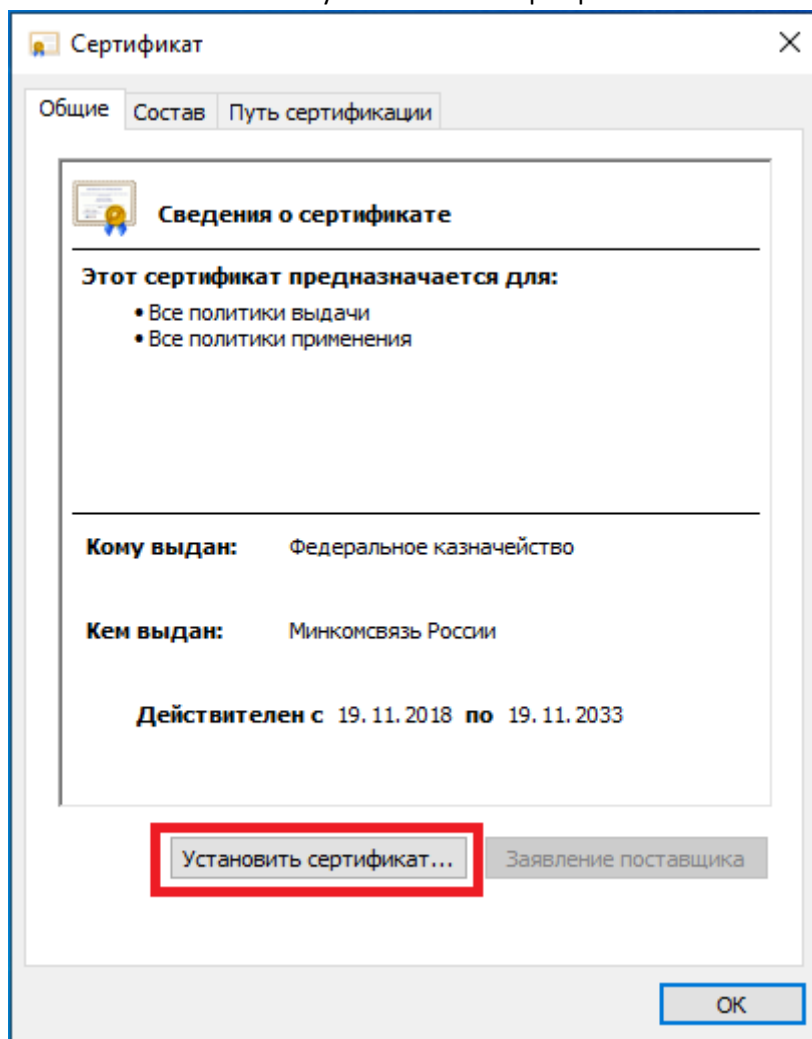 Сертификат
Общие Состав Путь сертификации
Сведения о сертификате
Этот сертификат предназначается для:
• Все политики выдачи
• Все политики применения
Кому выдан: Федеральное казначейство
Кем выдан: Минкомсвязь России
Действителен с 19.11.2018 по 19.11.2033
Установить сертификат... Заявление поставщика
ОК